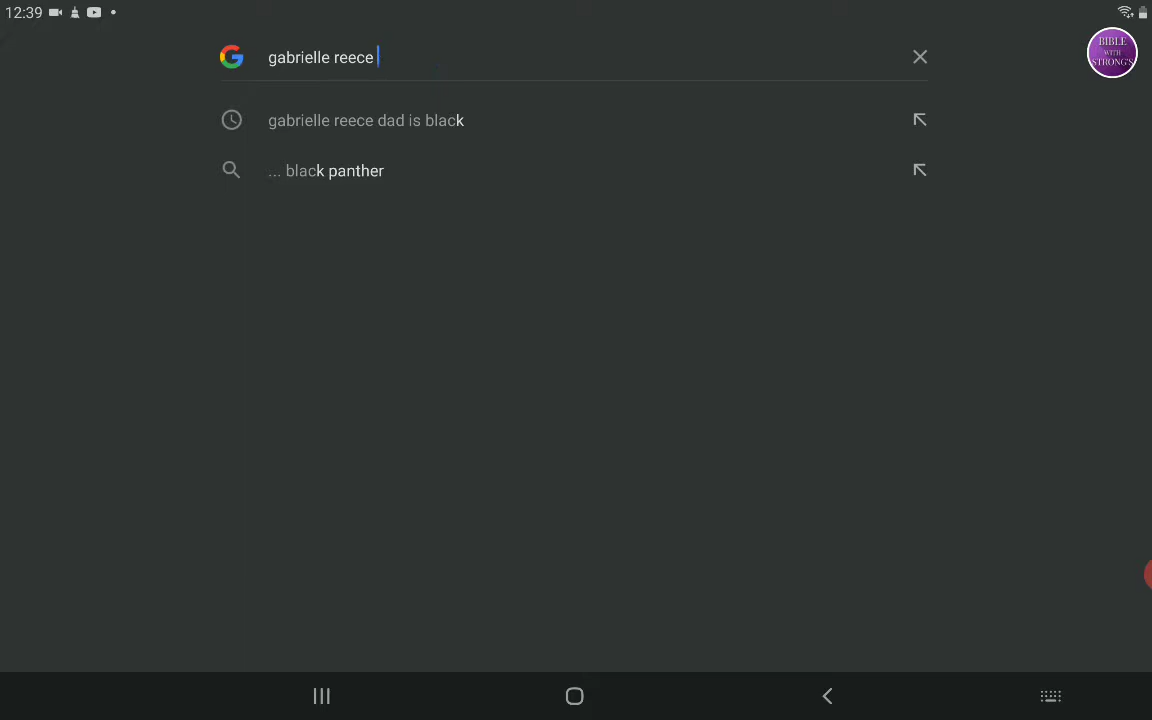 12:39
gabrielle reece
gabrielle reece dad is black
... black panther
BIBLE
WITH
STRONG'S